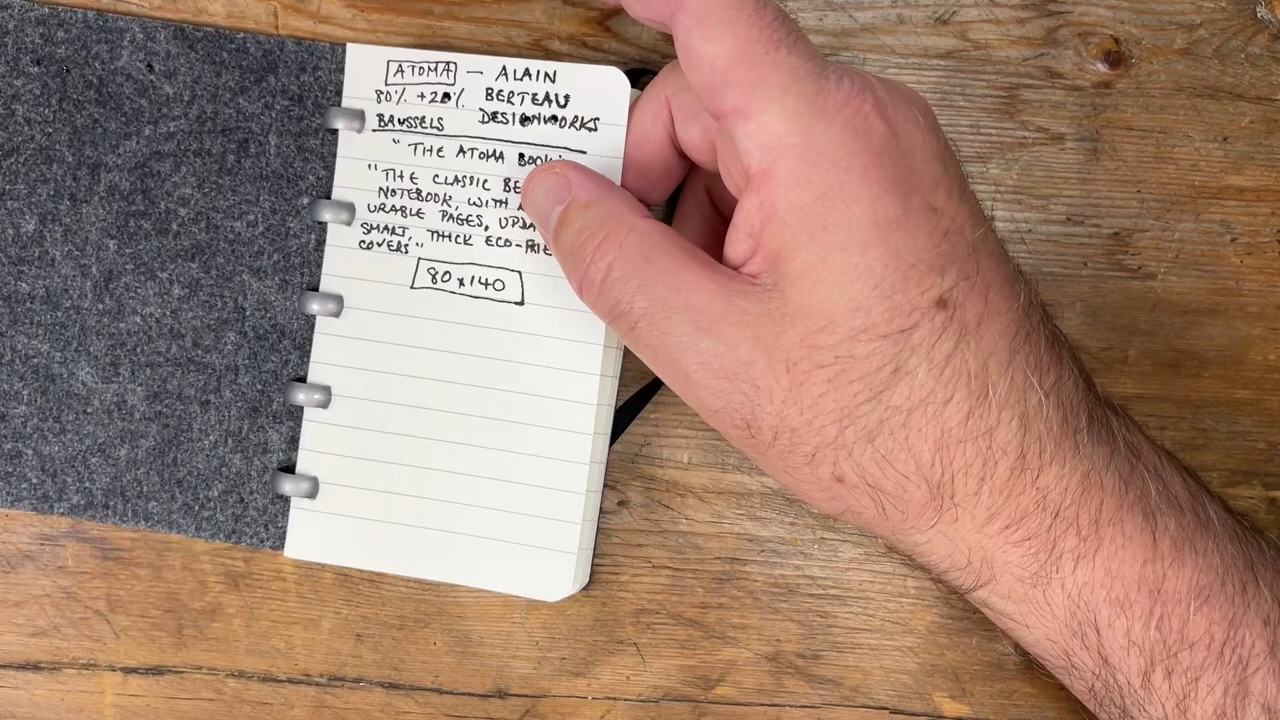 ATOMA — ALAIN
80% +20% BERTEAU
BRUSSELS DESIGNWORKS
"THE ATOMA BOOK"
"THE CLASSIC
NOTEBOOK, WITH
URABLE PAGES,
SMART, THICK
COVERS"
80x140